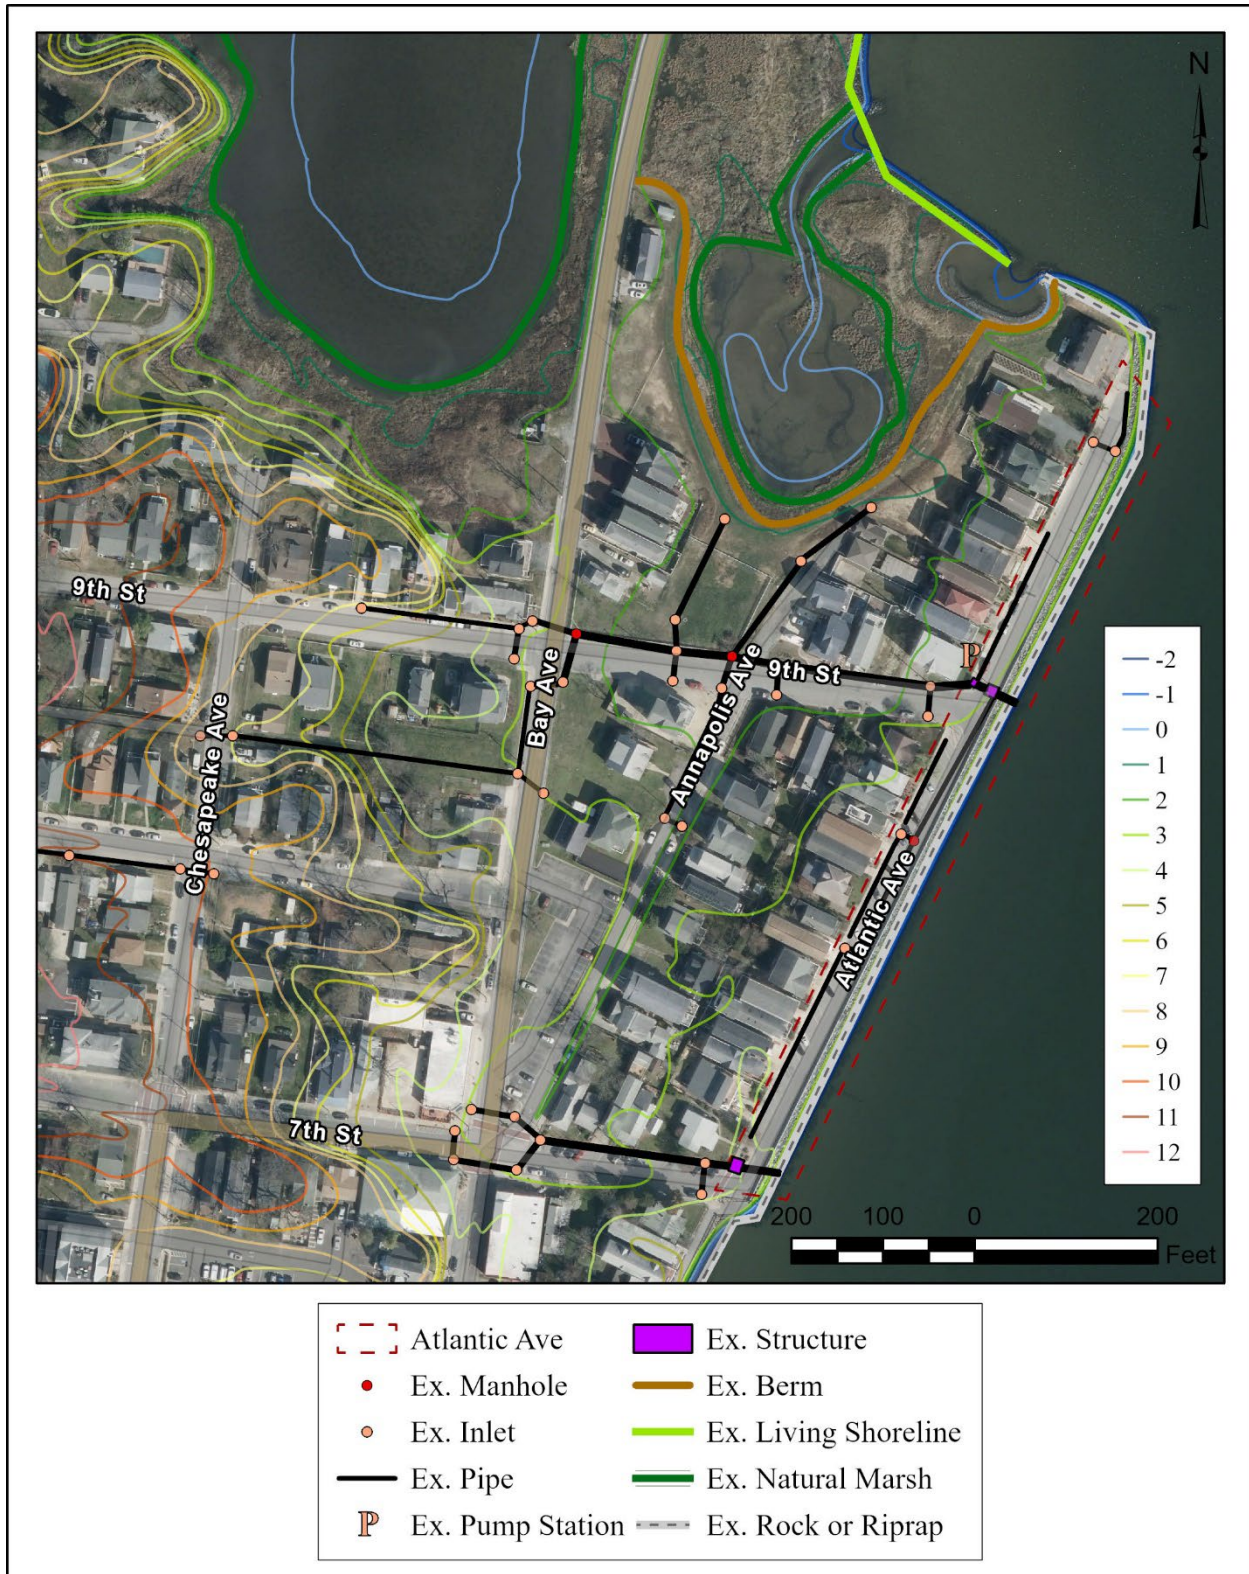 N
9th St
Bay Ave
Annapolis Ave
9th St
P
Chesapeake Ave
Atlantic Ave
7th St
-2
-1
0
1
2
3
4
5
6
7
8
9
10
11
12
200 100 0 200
Feet
Atlantic Ave
Ex. Manhole
Ex. Inlet
Ex. Pipe
P Ex. Pump Station
Ex. Structure
Ex. Berm
Ex. Living Shoreline
Ex. Natural Marsh
Ex. Rock or Riprap